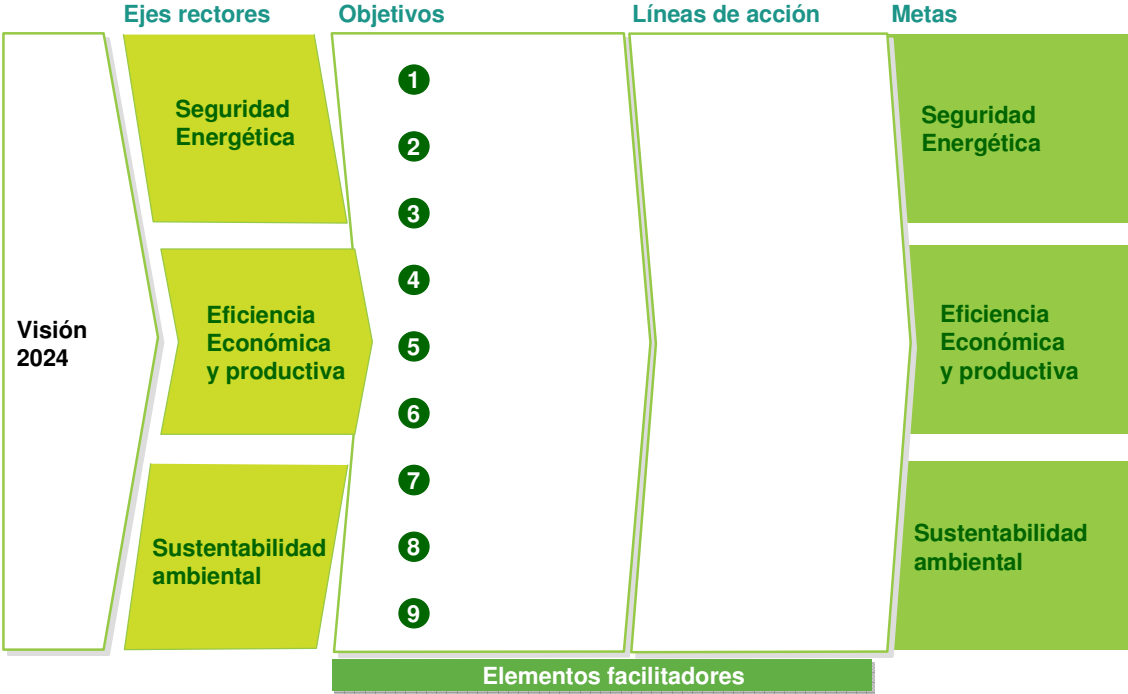 Ejes rectores
Objetivos
Líneas de acción
Metas
Visión
2024
Seguridad
Energética
Eficiencia
Económica
y productiva
Sustentabilidad
ambiental
1
2
3
4
5
6
7
8
9
Seguridad
Energética
Eficiencia
Económica
y productiva
Sustentabilidad
ambiental
Elementos facilitadores